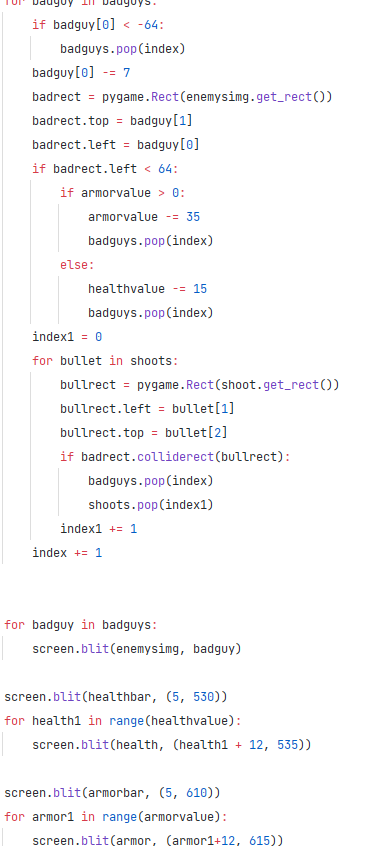 for badguy in badguys:
if badguy[0] < -64:
badguys.pop(index)
badguy[0] -= 7
badrect = pygame.Rect(enemysimg.get_rect())
badrect.top = badguy[1]
badrect.left = badguy[0]
if badrect.left < 64:
if armorvalue > 0:
armorvalue -= 35
badguys.pop(index)
else:
healthvalue -= 15
badguys.pop(index)
index1 = 0
for bullet in shoots:
bullrect = pygame.Rect(shoot.get_rect())
bullrect.left = bullet[1]
bullrect.top = bullet[2]
if badrect.colliderect(bullrect):
badguys.pop(index)
shoots.pop(index1)
index1 += 1
index += 1
for badguy in badguys:
screen.blit(enemysimg, badguy)
screen.blit(healthbar, (5, 530))
for health1 in range(healthvalue):
screen.blit(health, (health1 + 12, 535))
screen.blit(armorbar, (5, 610))
for armor1 in range(armorvalue):
screen.blit(armor, (armor1+12, 615))